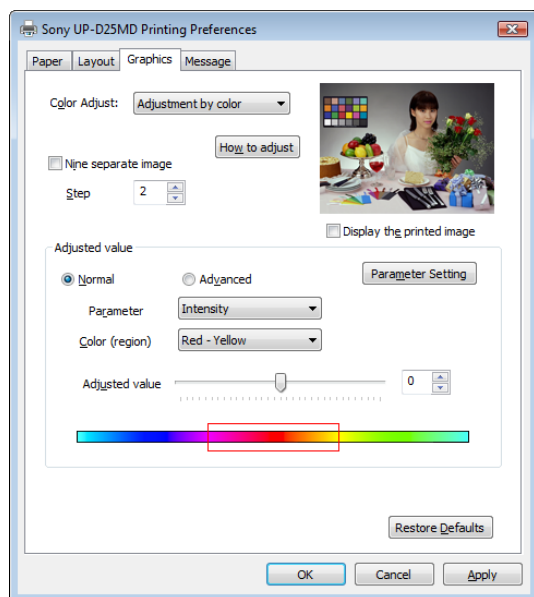 Sony UP-D25MD Printing Preferences
Paper Layout Graphics Message
Color Adjust: Adjustment by color
How to adjust
Nine separate image
Step 2
Display the printed image
Adjusted value
Normal Advanced Parameter Setting
Parameter Intensity
Color (region) Red - Yellow
Adjusted value 0
Restore Defaults
OK Cancel Apply